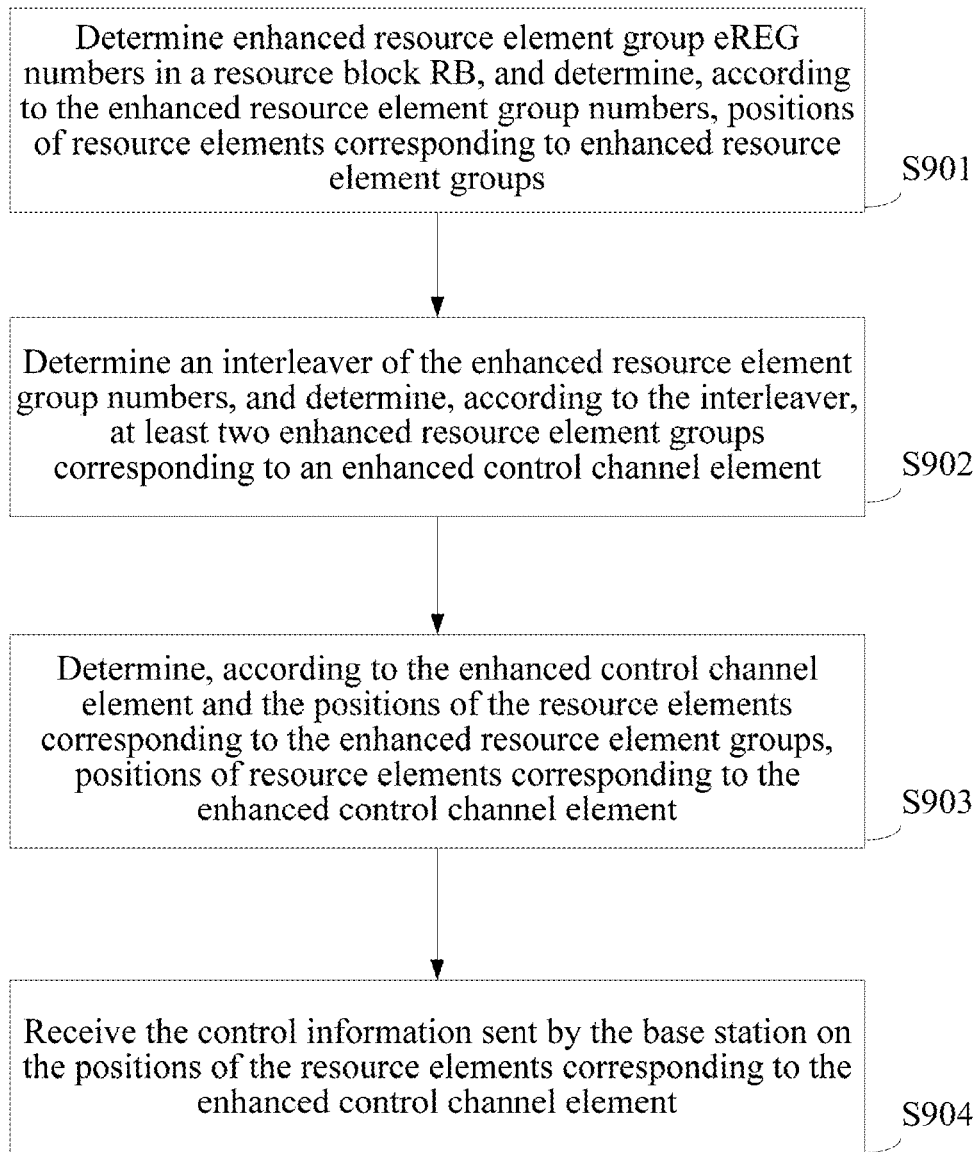 Determine enhanced resource element group eREG
numbers in a resource block RB, and determine, according
to the enhanced resource element group numbers, positions
of resource elements corresponding to enhanced resource
element groups
S901
Determine an interleaver of the enhanced resource element
group numbers, and determine, according to the interleaver,
at least two enhanced resource element groups
corresponding to an enhanced control channel element
S902
Determine, according to the enhanced control channel
element and the positions of the resource elements
corresponding to the enhanced resource element groups,
positions of resource elements corresponding to the
enhanced control channel element
S903
Receive the control information sent by the base station on
the positions of the resource elements corresponding to the
enhanced control channel element
S904